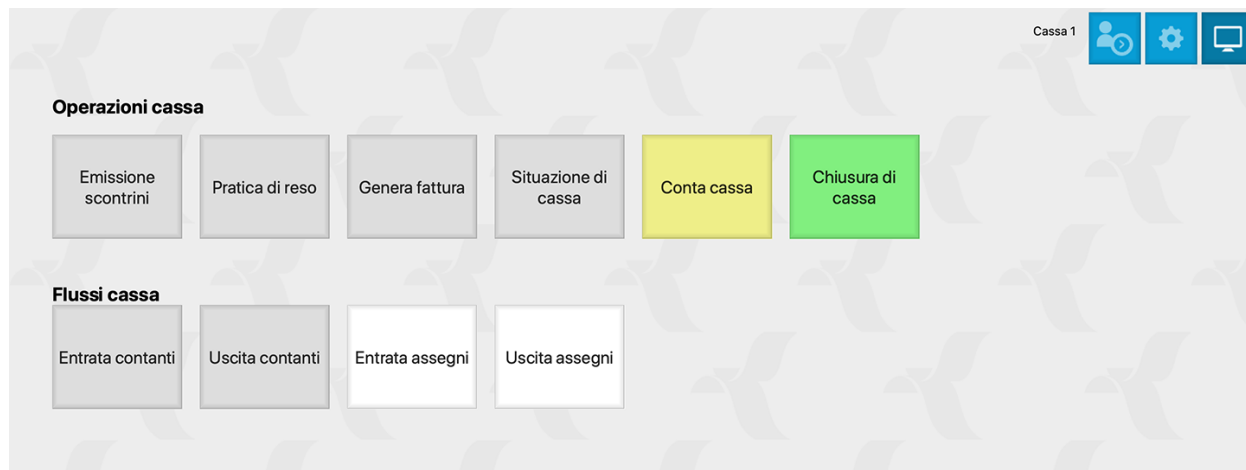 Cassa 1
Operazioni cassa
Emissione
scontrini
Pratica di reso
Genera fattura
Situazione di
cassa
Conta cassa
Chiusura di
cassa
Flussi cassa
Entrata contanti
Uscita contanti
Entrata assegni
Uscita assegni